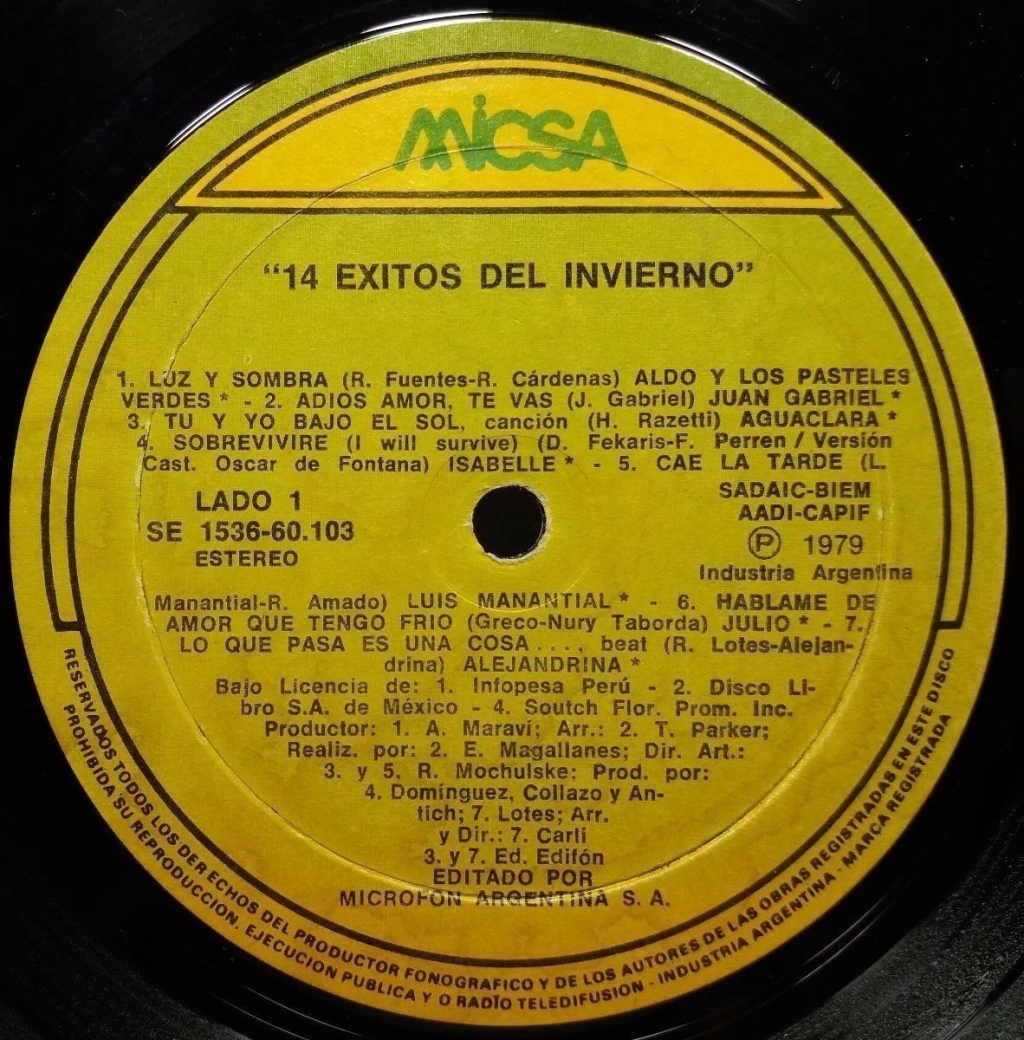 MICSA
“14 EXITOS DEL INVIERNO”
1. LUZ Y SOMBRA (R. Fuentes-R. Cárdenas) ALDO Y LOS PASTELES
VERDES * - 2. ADIOS AMOR, TE VAS (J. Gabriel) JUAN GABRIEL *
3. TU Y YO BAJO EL SOL, canción (H. Razetti) AGUACLARA *
4. SOBREVIVIRE (I will survive) (D. Fekaris-F. Perren / Versión
Cast. Oscar de Fontana) ISABELLE * - 5. CAE LA TARDE (L.
LADO 1
SE 1536-60.103
ESTEREO
SADAIC-BIEM
AADI-CAPIF
Ⓟ 1979
Industria Argentina
Manantial-R. Amado) LUIS MANANTIAL * - 6. HABLAME DE
AMOR QUE TENGO FRIO (Greco-Nury Taborda) JULIO * - 7.
LO QUE PASA ES UNA COSA . . ., beat (R. Lotes-Alejan-
drina) ALEJANDRINA *
Bajo Licencia de: 1. Infopesa Perú - 2. Disco Li-
bro S.A. de México - 4. Soutch Flor. Prom. Inc.
Productor: 1. A. Maraví; Arr.: 2. T. Parker;
Realiz. por: 2. E. Magallanes; Dir. Art.:
3. y 5. R. Mochulske; Prod. por:
4. Domínguez, Collazo y An-
tich; 7. Lotes; Arr.
y Dir.: 7. Carli
3. y 7. Ed. Edifón
EDITADO POR
MICROFON ARGENTINA S. A.
RESERVADOS TODOS LOS DERECHOS DEL PRODUCTOR FONOGRAFICO Y DE LOS AUTORES DE LAS OBRAS REGISTRADAS EN ESTE DISCO
PROHIBIDA SU REPRODUCCION, EJECUCION PUBLICA Y O RADIO TELEDIFUSION - INDUSTRIA ARGENTINA - MARCA REGISTRADA